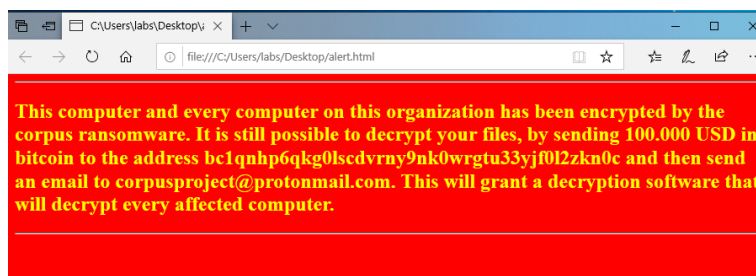 C:\Users\labs\Desktop\a
file:///C:/Users/labs/Desktop/alert.html
This computer and every computer on this organization has been encrypted by the
corpus ransomware. It is still possible to decrypt your files, by sending 100.000 USD in
bitcoin to the address bc1qnhp6qkg0lscdvrny9nk0wrgtu33yjf0l2zkn0c and then send
an email to corpusproject@protonmail.com. This will grant a decryption software that
will decrypt every affected computer.